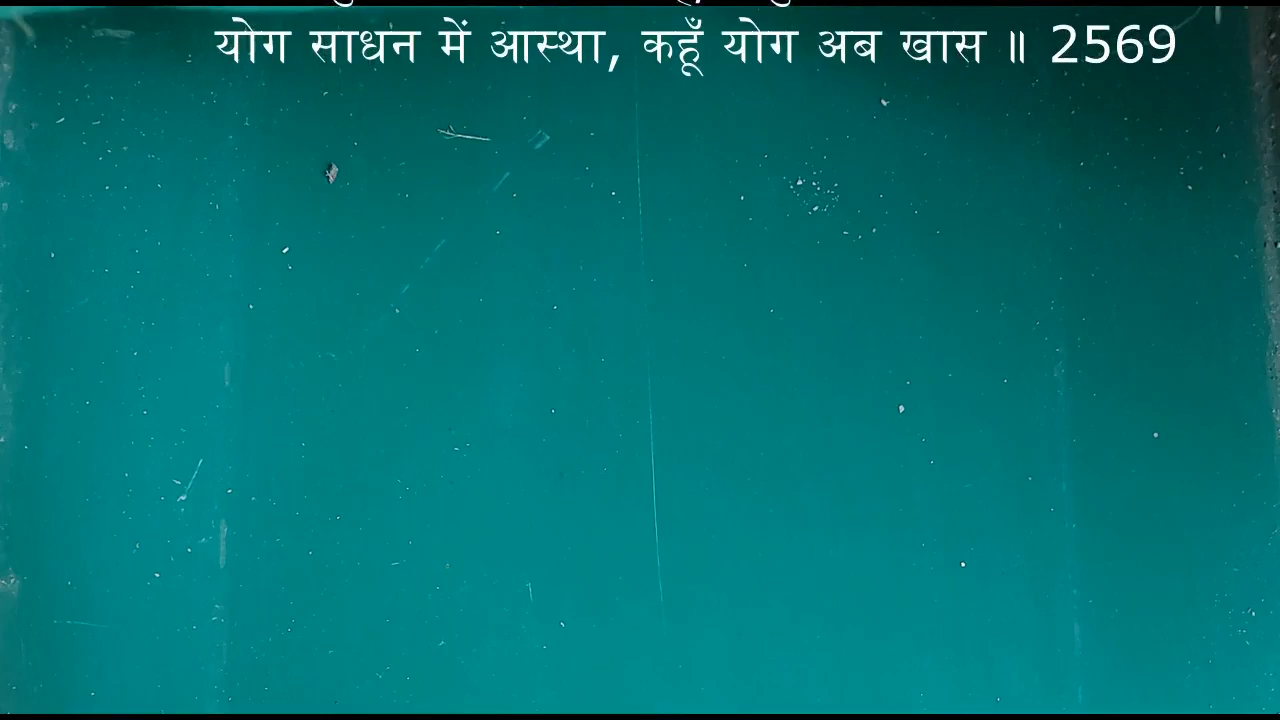 योग साधन में आस्था, कहूँ योग अब खास ॥ 2569